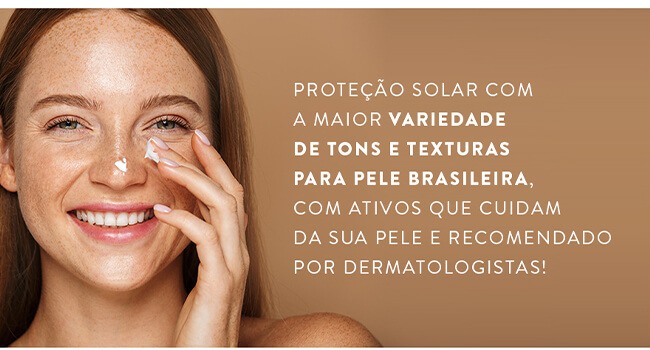 PROTEÇÃO SOLAR COM
A MAIOR VARIEDADE
DE TONS E TEXTURAS
PARA PELE BRASILEIRA,
COM ATIVOS QUE CUIDAM
DA SUA PELE E RECOMENDADO
POR DERMATOLOGISTAS!